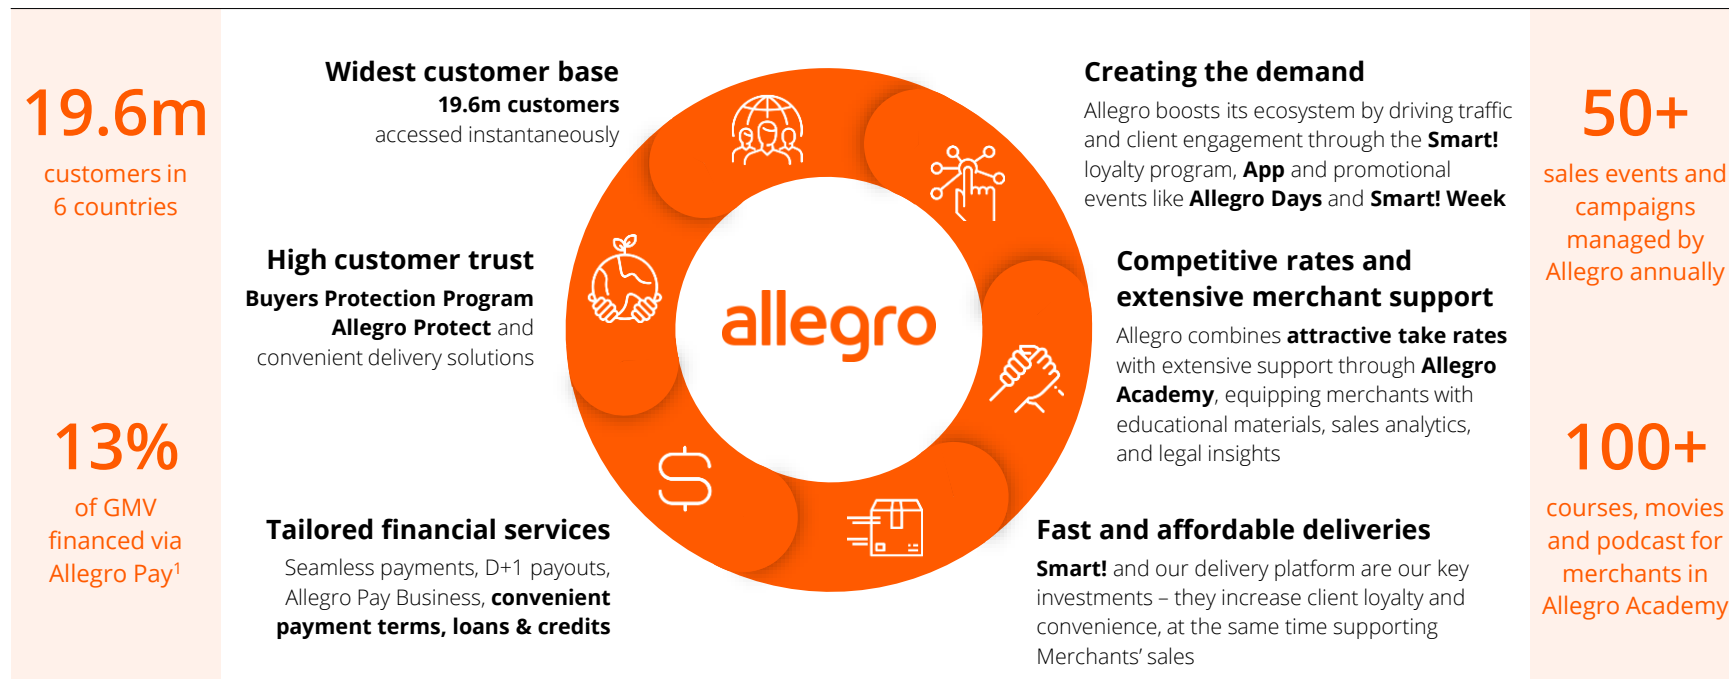 19.6m
customers in
6 countries
13%
of GMV
financed via
Allegro Pay¹
Widest customer base
19.6m customers
accessed instantaneously
High customer trust
Buyers Protection Program
Allegro Protect and
convenient delivery solutions
Tailored financial services
Seamless payments, D+1 payouts,
Allegro Pay Business, convenient
payment terms, loans & credits
allegro
Creating the demand
Allegro boosts its ecosystem by driving traffic
and client engagement through the Smart!
loyalty program, App and promotional
events like Allegro Days and Smart! Week
Competitive rates and
extensive merchant support
Allegro combines attractive take rates
with extensive support through Allegro
Academy, equipping merchants with
educational materials, sales analytics,
and legal insights
Fast and affordable deliveries
Smart! and our delivery platform are our key
investments – they increase client loyalty and
convenience, at the same time supporting
Merchants’ sales
50+
sales events and
campaigns
managed by
Allegro annually
100+
courses, movies
and podcast for
merchants in
Allegro Academy